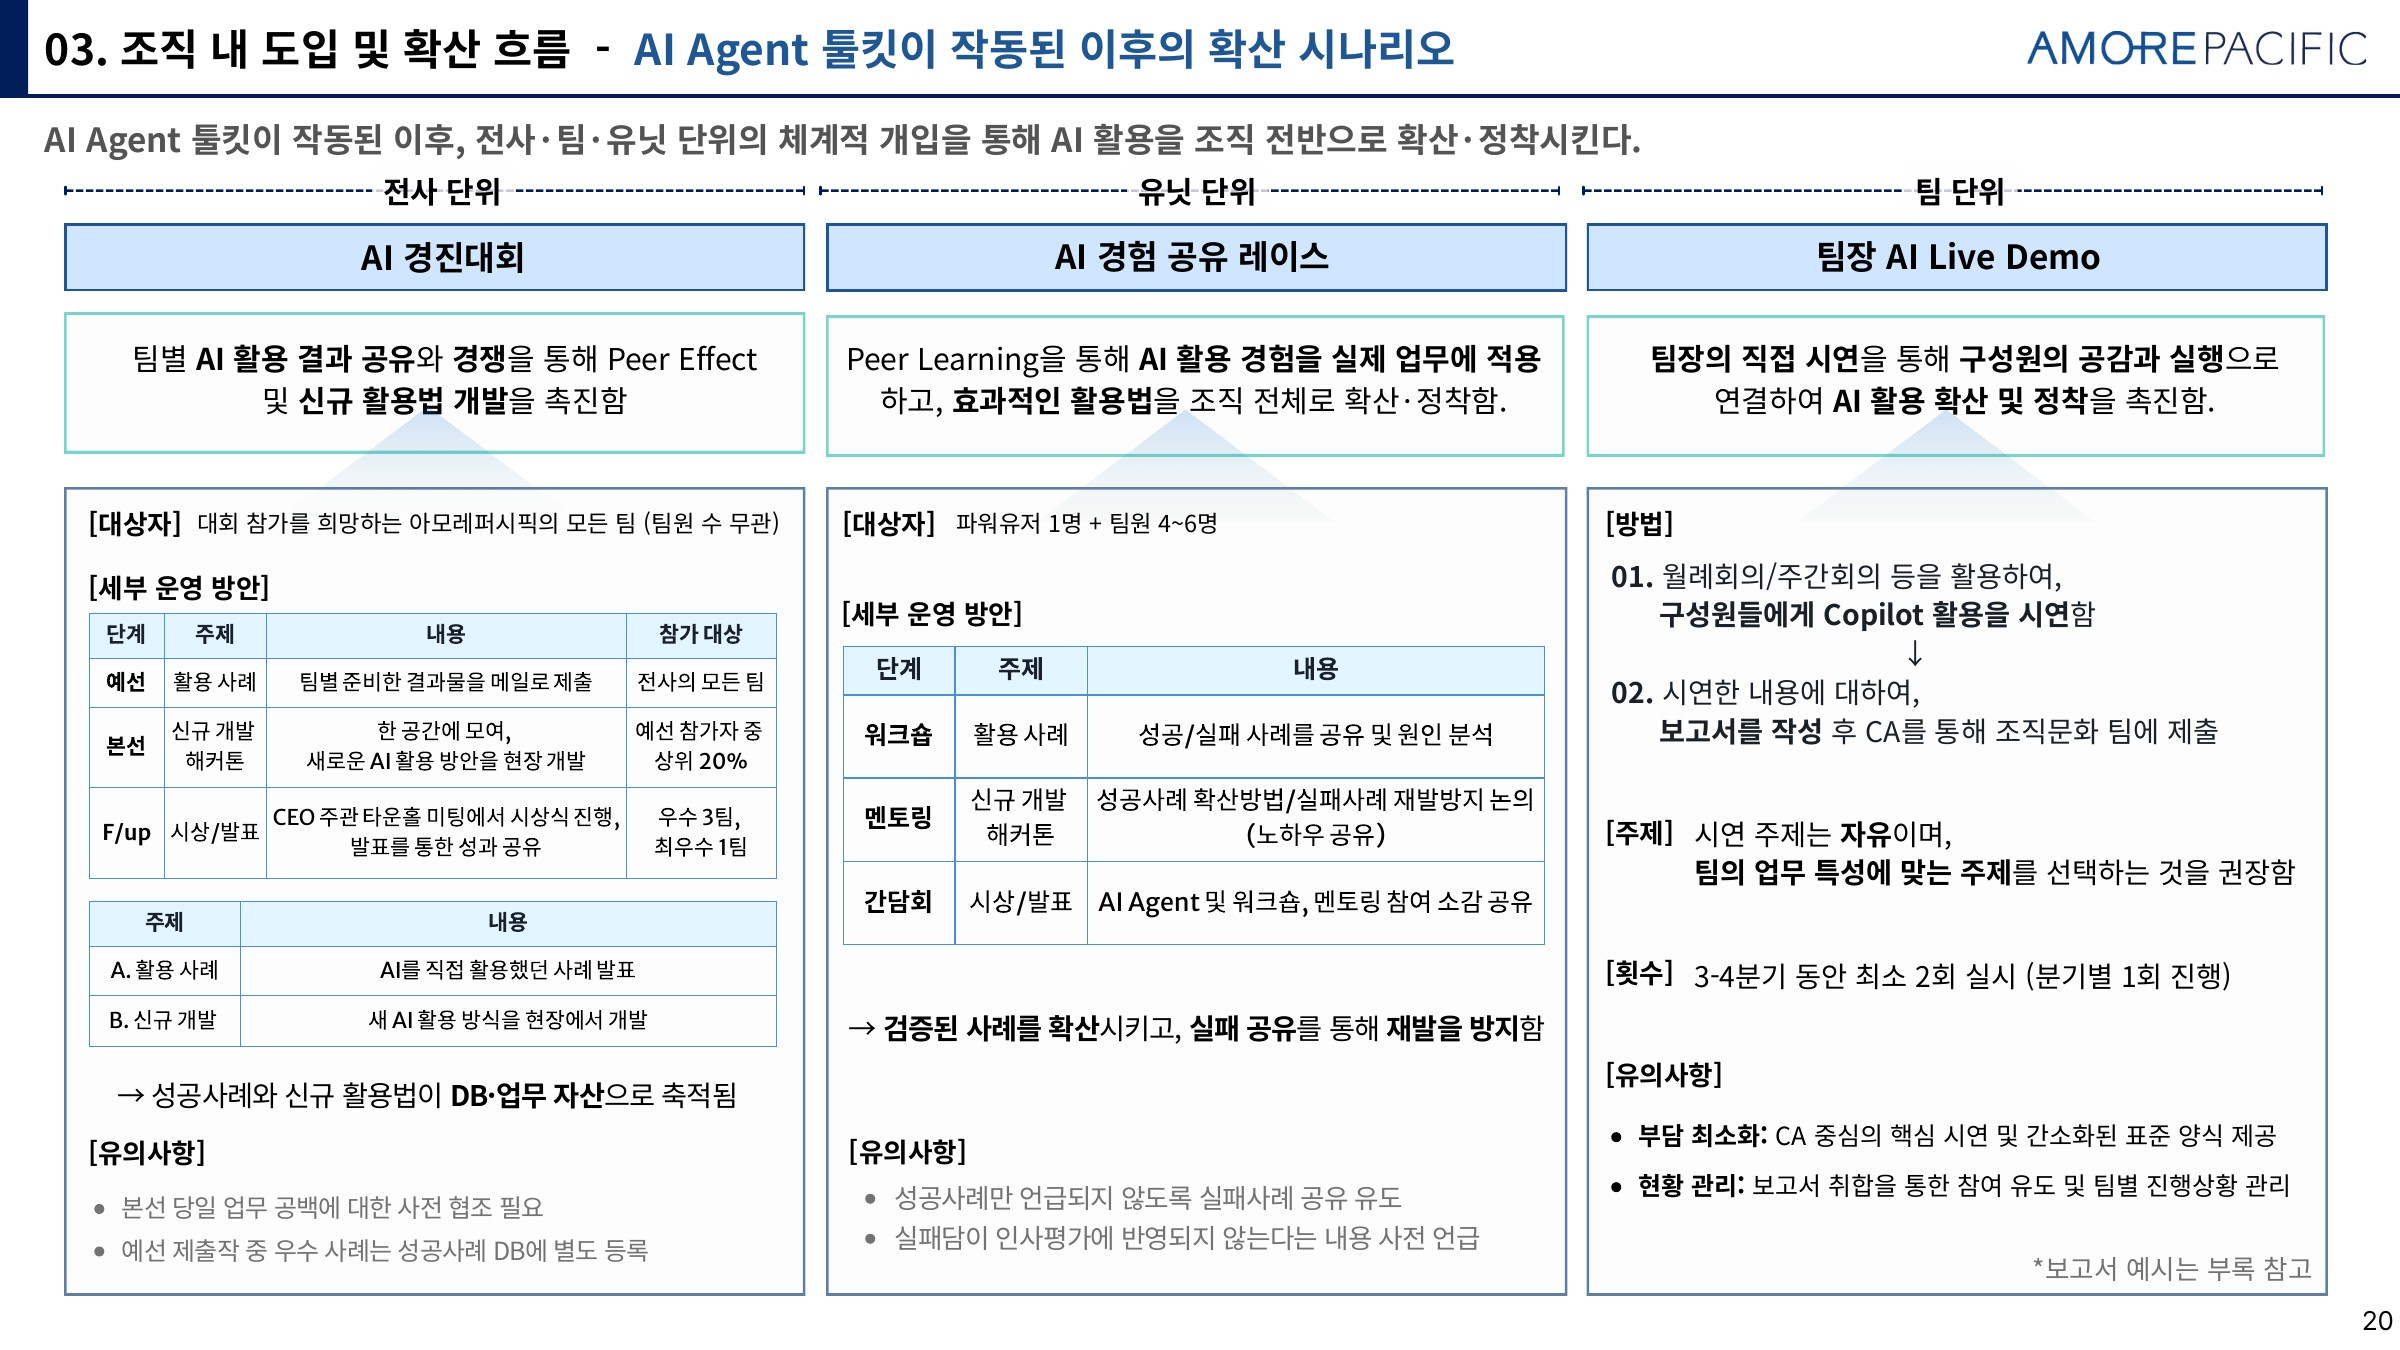 03. 조직 내 도입 및 확산 흐름 - AI Agent 툴킷이 작동된 이후의 확산 시나리오
AMOREPACIFIC
AI Agent 툴킷이 작동된 이후, 전사·팀·유닛 단위의 체계적 개입을 통해 AI 활용을 조직 전반으로 확산·정착시킨다.
전사 단위
AI 경진대회
팀별 AI 활용 결과 공유와 경쟁을 통해 Peer Effect
및 신규 활용법 개발을 촉진함
[대상자] 대회 참가를 희망하는 아모레퍼시픽의 모든 팀 (팀원 수 무관)
[세부 운영 방안]
단계 주제 내용 참가 대상
예선 활용 사례 팀별 준비한 결과물을 메일로 제출 전사의 모든 팀
본선 신규 개발 해커톤 한 공간에 모여, 새로운 AI 활용 방안을 현장 개발 예선 참가자 중 상위 20%
F/up 시상/발표 CEO 주관 타운홀 미팅에서 시상식 진행, 발표를 통한 성과 공유 우수 3팀, 최우수 1팀
주제 내용
A. 활용 사례 AI를 직접 활용했던 사례 발표
B. 신규 개발 새 AI 활용 방식을 현장에서 개발
→ 성공사례와 신규 활용법이 DB·업무 자산으로 축적됨
[유의사항]
• 본선 당일 업무 공백에 대한 사전 협조 필요
• 예선 제출작 중 우수 사례는 성공사례 DB에 별도 등록
유닛 단위
AI 경험 공유 레이스
Peer Learning을 통해 AI 활용 경험을 실제 업무에 적용
하고, 효과적인 활용법을 조직 전체로 확산·정착함.
[대상자] 파워유저 1명 + 팀원 4~6명
[세부 운영 방안]
단계 주제 내용
워크숍 활용 사례 성공/실패 사례를 공유 및 원인 분석
멘토링 신규 개발 해커톤 성공사례 확산방법/실패사례 재발방지 논의 (노하우 공유)
간담회 시상/발표 AI Agent 및 워크숍, 멘토링 참여 소감 공유
→ 검증된 사례를 확산시키고, 실패 공유를 통해 재발을 방지함
[유의사항]
• 성공사례만 언급되지 않도록 실패사례 공유 유도
• 실패담이 인사평가에 반영되지 않는다는 내용 사전 언급
팀 단위
팀장 AI Live Demo
팀장의 직접 시연을 통해 구성원의 공감과 실행으로
연결하여 AI 활용 확산 및 정착을 촉진함.
[방법]
01. 월례회의/주간회의 등을 활용하여,
구성원들에게 Copilot 활용을 시연함
↓
02. 시연한 내용에 대하여,
보고서를 작성 후 CA를 통해 조직문화 팀에 제출
[주제] 시연 주제는 자유이며,
팀의 업무 특성에 맞는 주제를 선택하는 것을 권장함
[횟수] 3-4분기 동안 최소 2회 실시 (분기별 1회 진행)
[유의사항]
• 부담 최소화: CA 중심의 핵심 시연 및 간소화된 표준 양식 제공
• 현황 관리: 보고서 취합을 통한 참여 유도 및 팀별 진행상황 관리
*보고서 예시는 부록 참고
20